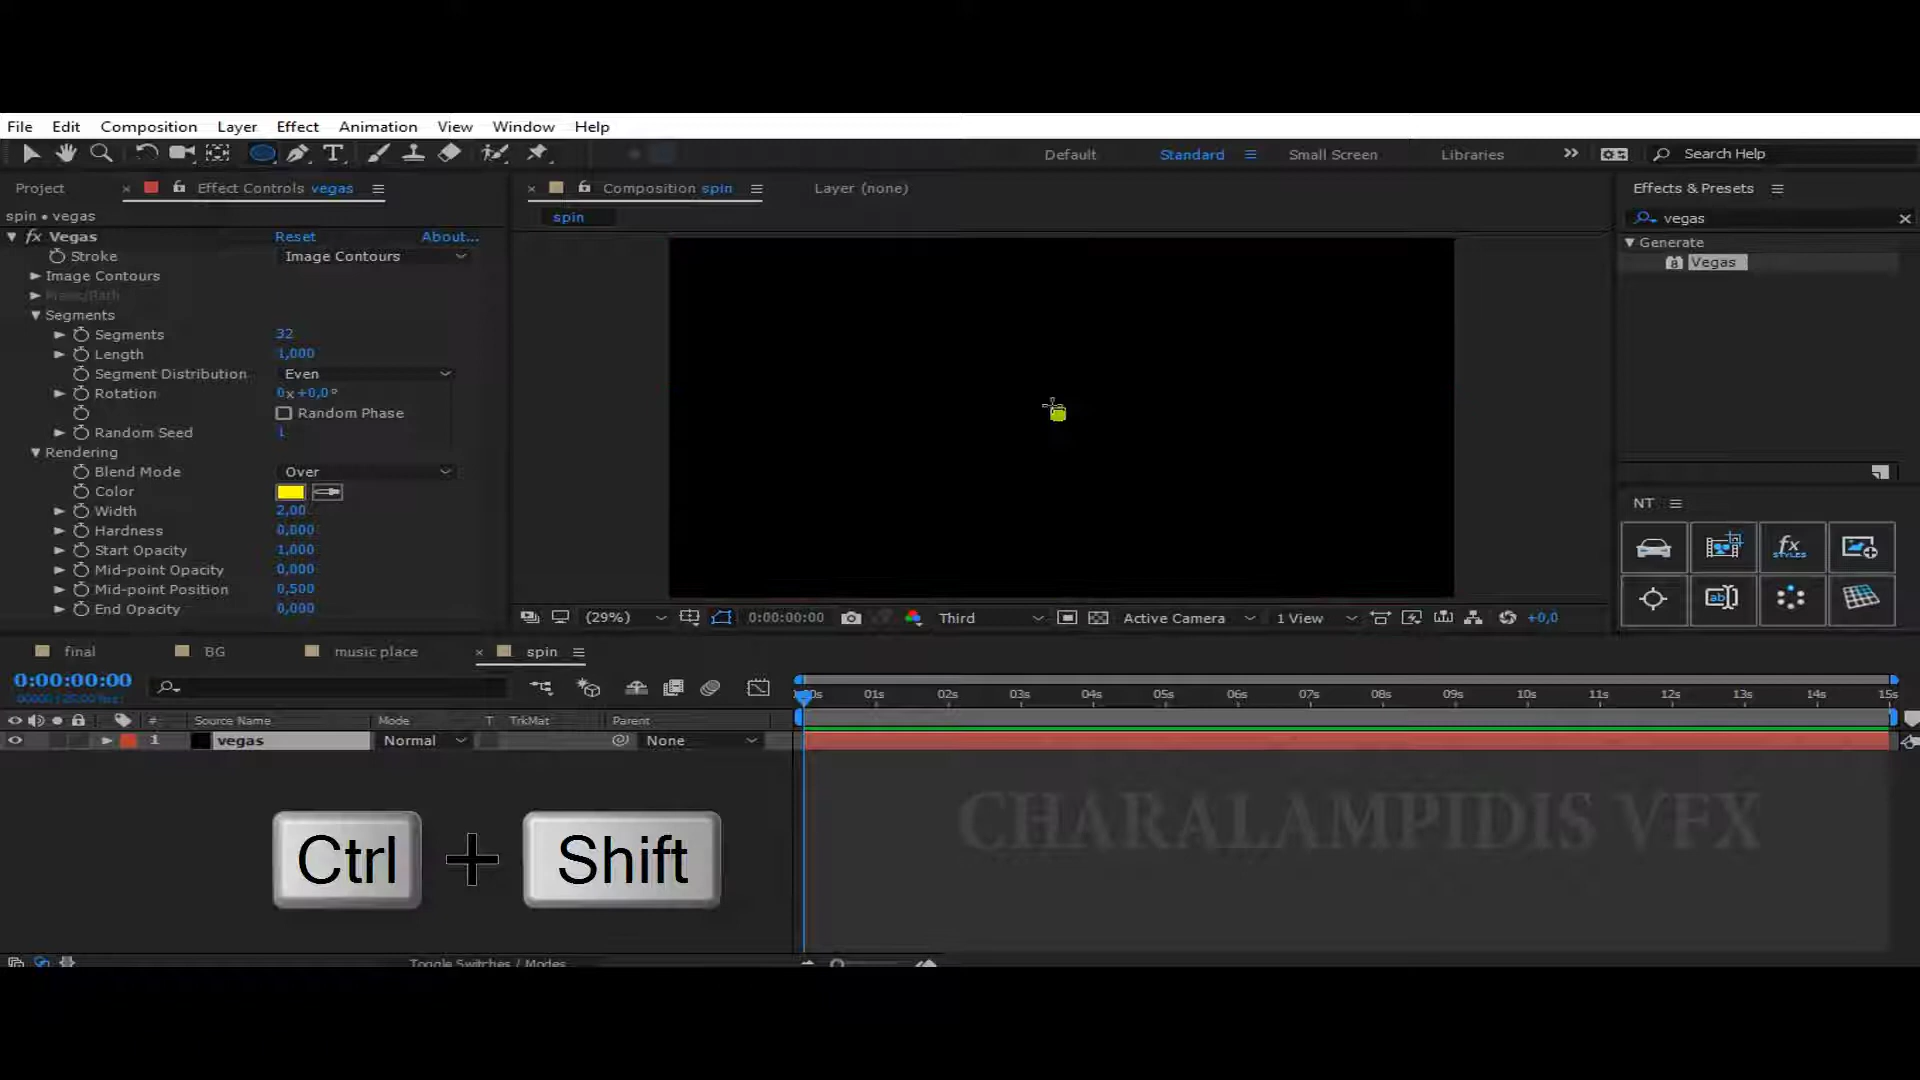 File Edit Composition Layer Effect Animation View Window Help
Default Standard Small Screen Libraries Search Help
Project Effect Controls vegas Composition spin Layer (none) Effects & Presets
spin • vegas
spin
vegas
fx Vegas Reset About...
Generate
Stroke Image Contours
Vegas
Image Contours
Segments
Segments 32
Length 1,000
Segment Distribution Even
Rotation 0x+0,0°
Random Phase
Random Seed 1
Rendering
Blend Mode Over
Color
Width 2,00
NT
Hardness 0,000
Start Opacity 1,000
fx STYLES
Mid-point Opacity 0,000
Mid-point Position 0,500
End Opacity 0,000
ab
(29%) 0:00:00:00 Third Active Camera 1 View +0,0
final BG music place spin
0:00:00:00
01s 02s 03s 04s 05s 06s 07s 08s 09s 10s 11s 12s 13s 14s 15s
# Source Name Mode T TrkMat Parent
1 vegas Normal None
CHARALAMPIDIS VFX
Ctrl + Shift
Toggle Switches / Modes